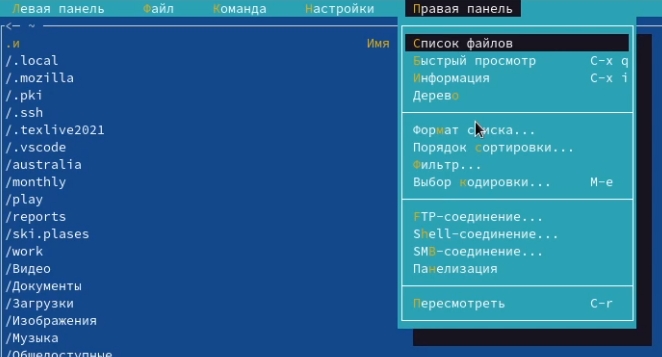 Левая панель Файл Команда Настройки Правая панель
<— ~
.и Имя
/.local
/.mozilla
/.pki
/.ssh
/.texlive2021
/.vscode
/australia
/monthly
/play
/reports
/ski.plases
/work
/Видео
/Документы
/Загрузки
/Изображения
/Музыка
/Общедоступные
Список файлов
Быстрый просмотр C-x q
Информация C-x i
Дерево
Формат списка...
Порядок сортировки...
Фильтр...
Выбор кодировки... M-e
FTP-соединение...
Shell-соединение...
SMB-соединение...
Панелизация
Пересмотреть C-r